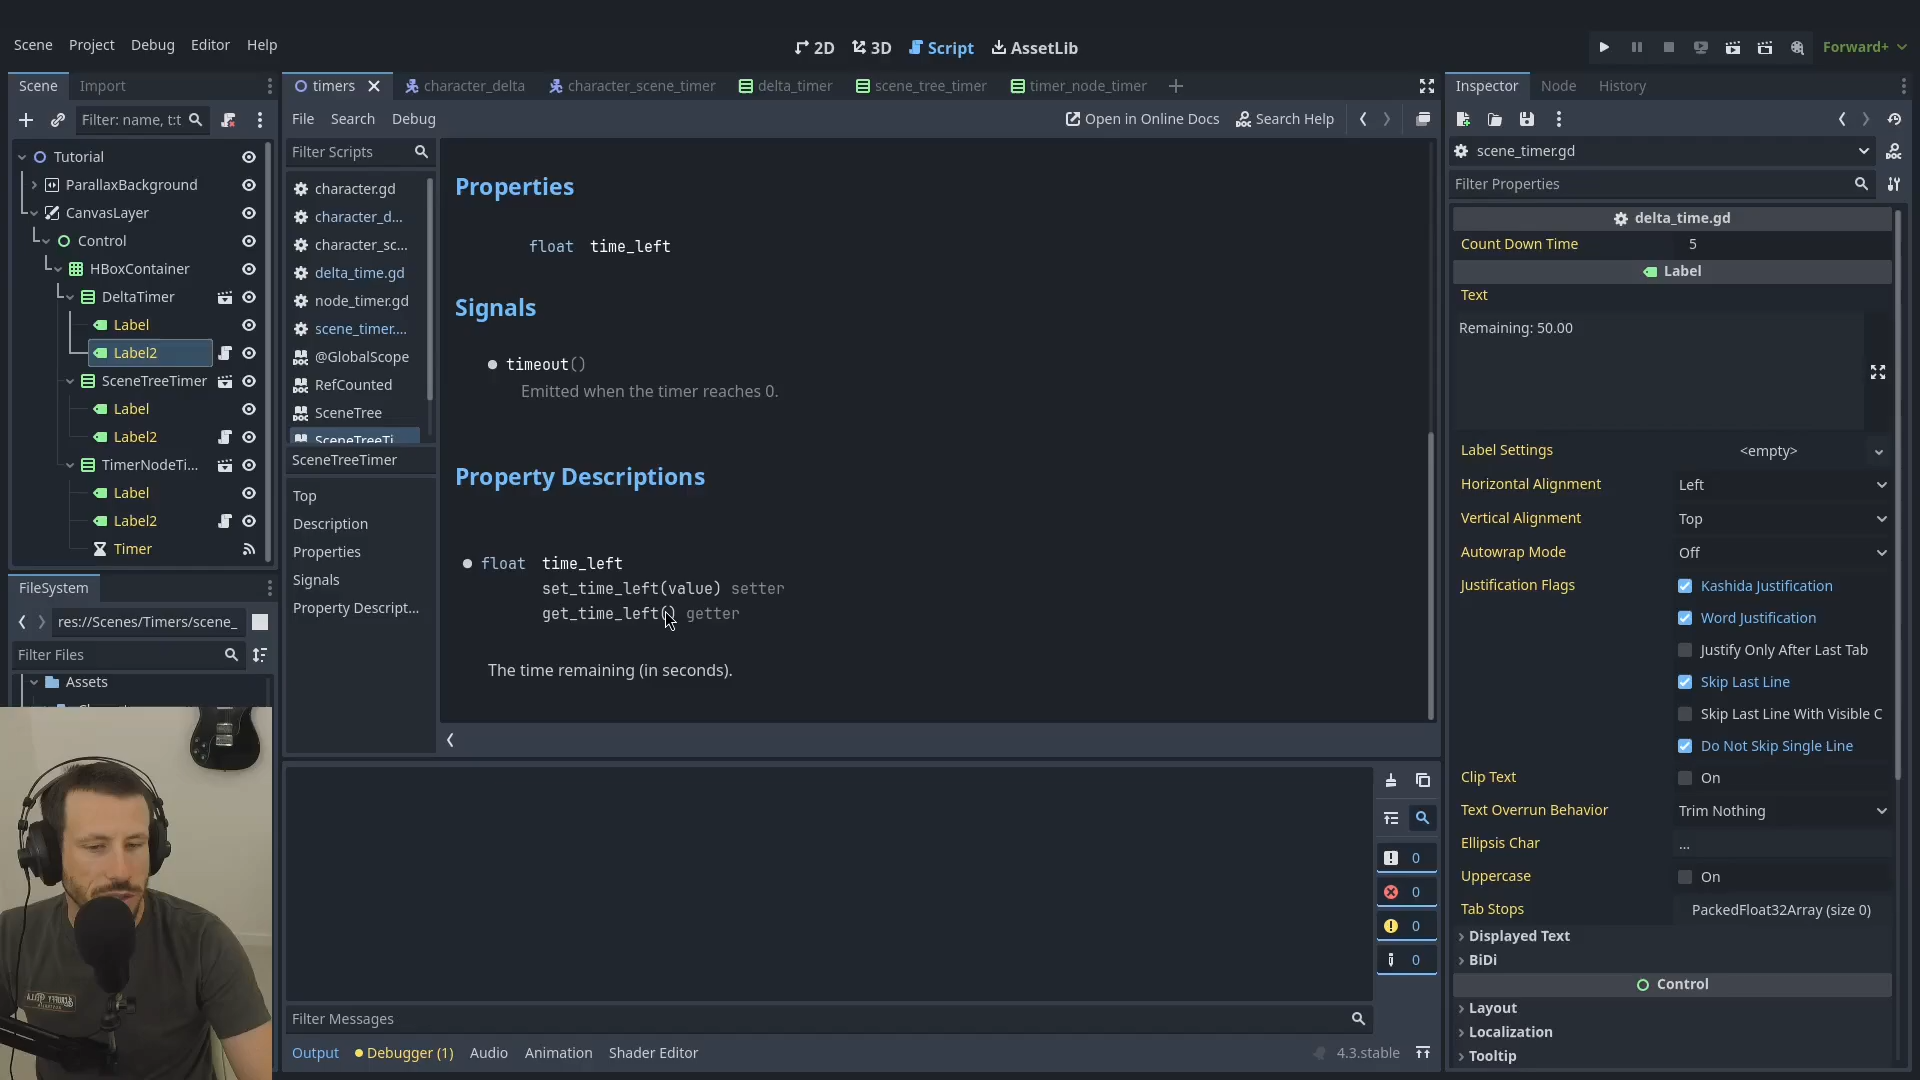 Scene Project Debug Editor Help
2D 3D Script AssetLib
Forward+
Scene Import
Filter: name, t:t
Tutorial
ParallaxBackground
CanvasLayer
Control
HBoxContainer
DeltaTimer
Label
Label2
SceneTreeTimer
Label
Label2
TimerNodeTi...
Label
Label2
Timer
FileSystem
res://Scenes/Timers/scene_
Filter Files
Assets
timers character_delta character_scene_timer delta_timer scene_tree_timer timer_node_timer
File Search Debug
Open in Online Docs Search Help
Filter Scripts
character.gd
character_d...
character_sc...
delta_time.gd
node_timer.gd
scene_timer....
@GlobalScope
RefCounted
SceneTree
SceneTreeTi
SceneTreeTimer
Top
Description
Properties
Signals
Property Descript...
Properties
float time_left
Signals
timeout()
Emitted when the timer reaches 0.
Property Descriptions
float time_left
set_time_left(value) setter
get_time_left() getter
The time remaining (in seconds).
0
0
0
0
Filter Messages
Output Debugger (1) Audio Animation Shader Editor
4.3.stable
Inspector Node History
scene_timer.gd
Filter Properties
delta_time.gd
Count Down Time 5
Label
Text
Remaining: 50.00
Label Settings <empty>
Horizontal Alignment Left
Vertical Alignment Top
Autowrap Mode Off
Justification Flags Kashida Justification
Word Justification
Justify Only After Last Tab
Skip Last Line
Skip Last Line With Visible C
Do Not Skip Single Line
Clip Text On
Text Overrun Behavior Trim Nothing
Ellipsis Char ...
Uppercase On
Tab Stops PackedFloat32Array (size 0)
Displayed Text
BiDi
Control
Layout
Localization
Tooltip